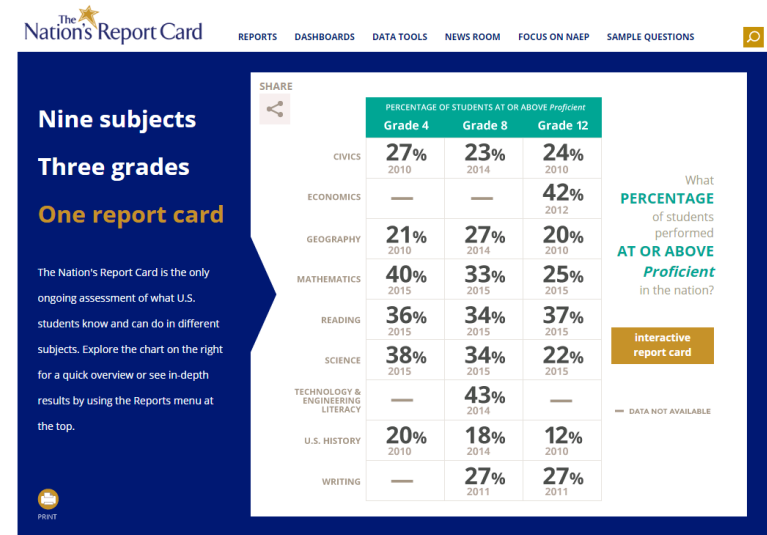 The
Nation's Report Card
REPORTS DASHBOARDS DATA TOOLS NEWS ROOM FOCUS ON NAEP SAMPLE QUESTIONS
Nine subjects
Three grades
One report card
The Nation's Report Card is the only
ongoing assessment of what U.S.
students know and can do in different
subjects. Explore the chart on the right
for a quick overview or see in-depth
results by using the Reports menu at
the top.
PRINT
SHARE
PERCENTAGE OF STUDENTS AT OR ABOVE Proficient
Grade 4 Grade 8 Grade 12
CIVICS 27% 23% 24%
2010 2014 2010
ECONOMICS — — 42%
2012
GEOGRAPHY 21% 27% 20%
2010 2014 2010
MATHEMATICS 40% 33% 25%
2015 2015 2015
READING 36% 34% 37%
2015 2015 2015
SCIENCE 38% 34% 22%
2015 2015 2015
TECHNOLOGY &
ENGINEERING
LITERACY — 43% —
2014
U.S. HISTORY 20% 18% 12%
2010 2014 2010
WRITING — 27% 27%
2011 2011
What
PERCENTAGE
of students
performed
AT OR ABOVE
Proficient
in the nation?
interactive
report card
— DATA NOT AVAILABLE